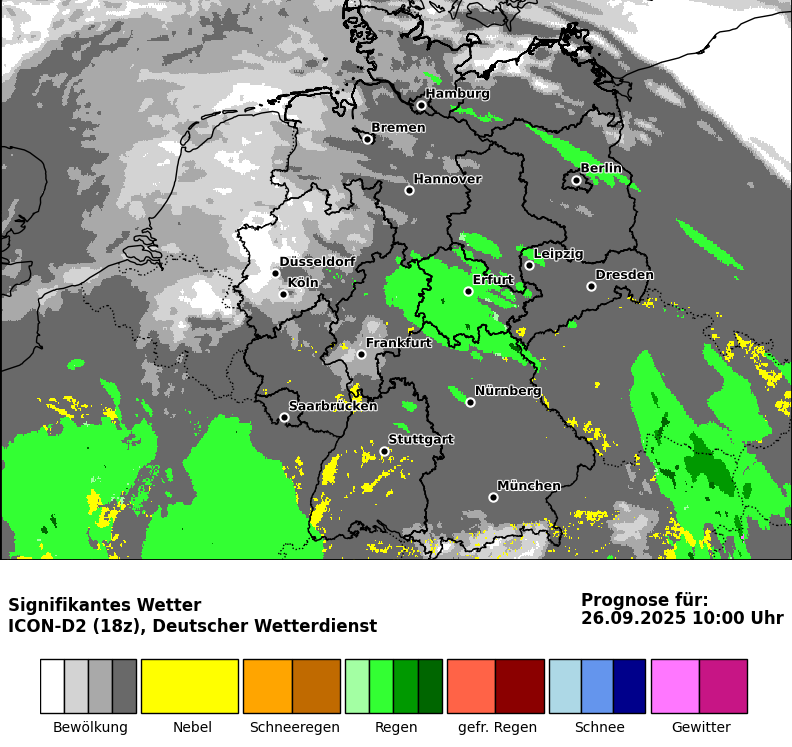 Hamburg
Bremen
Berlin
Hannover
Leipzig
Düsseldorf
Dresden
Köln
Erfurt
Frankfurt
Nürnberg
Saarbrücken
Stuttgart
München
Signifikantes Wetter
ICON-D2 (18z), Deutscher Wetterdienst
Prognose für:
26.09.2025 10:00 Uhr
Bewölkung Nebel Schneeregen Regen gefr. Regen Schnee Gewitter